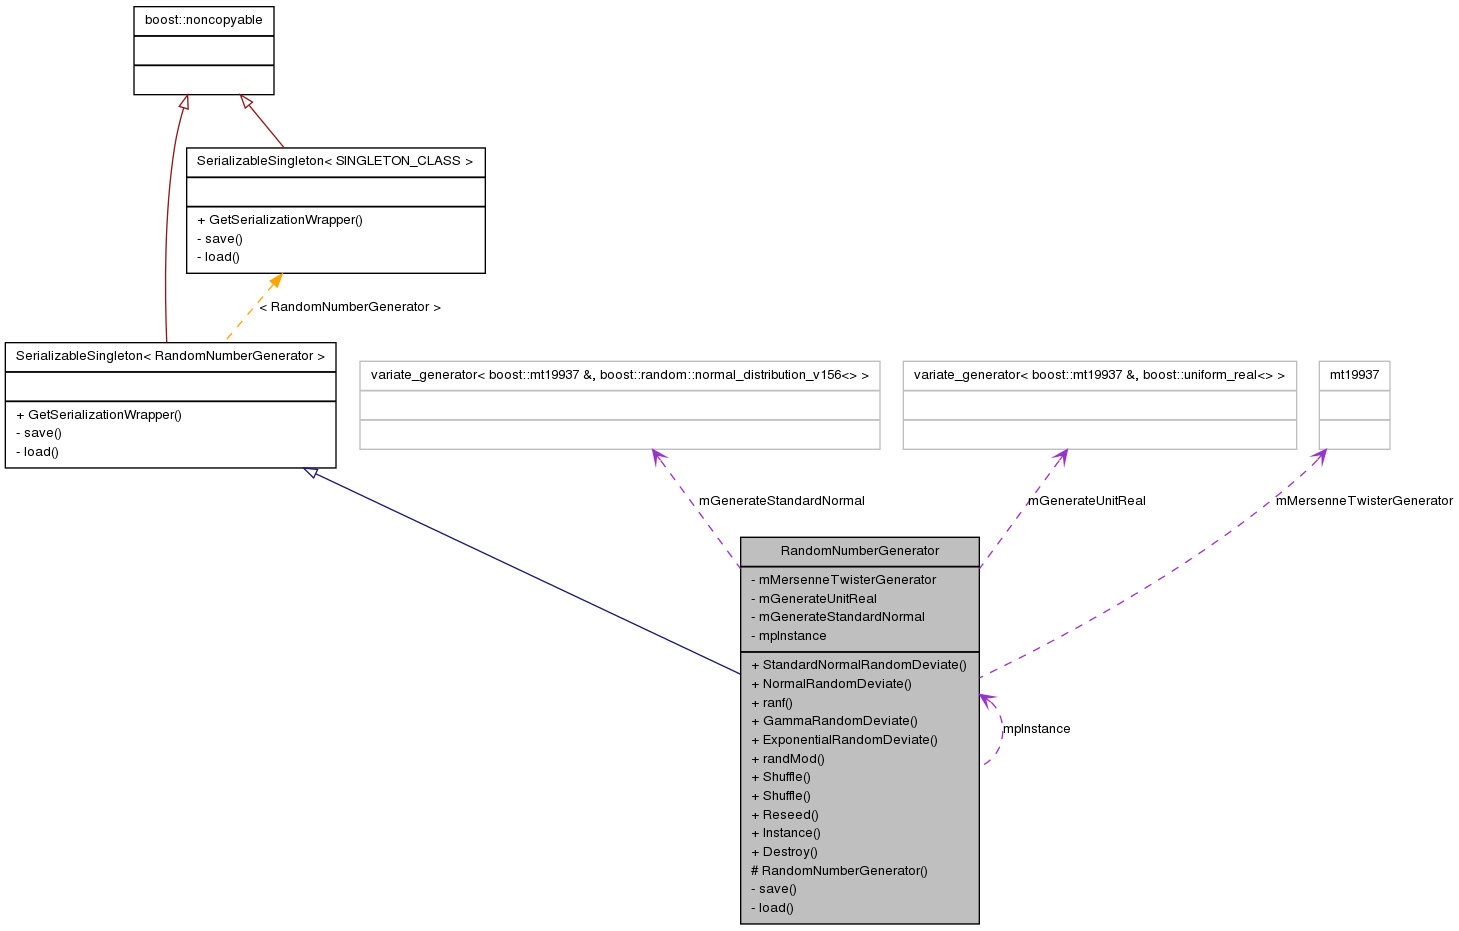 boost::noncopyable
SerializableSingleton< SINGLETON_CLASS >
+ GetSerializationWrapper()
- save()
- load()
< RandomNumberGenerator >
SerializableSingleton< RandomNumberGenerator >
+ GetSerializationWrapper()
- save()
- load()
variate_generator< boost::mt19937 &, boost::random::normal_distribution_v156<> >
variate_generator< boost::mt19937 &, boost::uniform_real<> >
mt19937
mGenerateStandardNormal
mGenerateUnitReal
mMersenneTwisterGenerator
RandomNumberGenerator
- mMersenneTwisterGenerator
- mGenerateUnitReal
- mGenerateStandardNormal
- mpInstance
+ StandardNormalRandomDeviate()
+ NormalRandomDeviate()
+ ranf()
+ GammaRandomDeviate()
+ ExponentialRandomDeviate()
+ randMod()
+ Shuffle()
+ Shuffle()
+ Reseed()
+ Instance()
+ Destroy()
# RandomNumberGenerator()
- save()
- load()
mpInstance